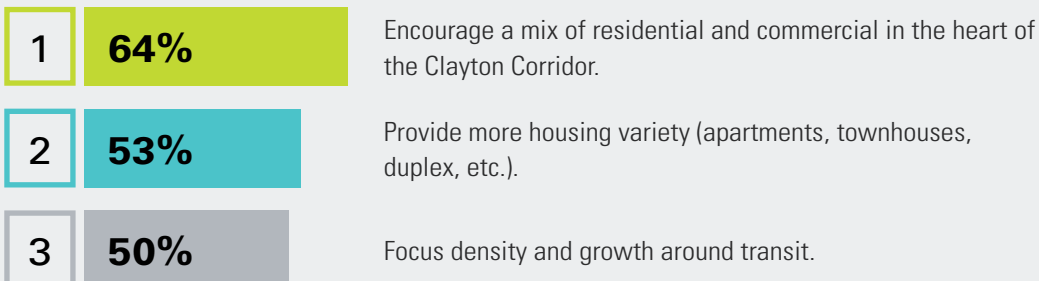 1
64%
Encourage a mix of residential and commercial in the heart of
the Clayton Corridor.
2
53%
Provide more housing variety (apartments, townhouses,
duplex, etc.).
3
50%
Focus density and growth around transit.